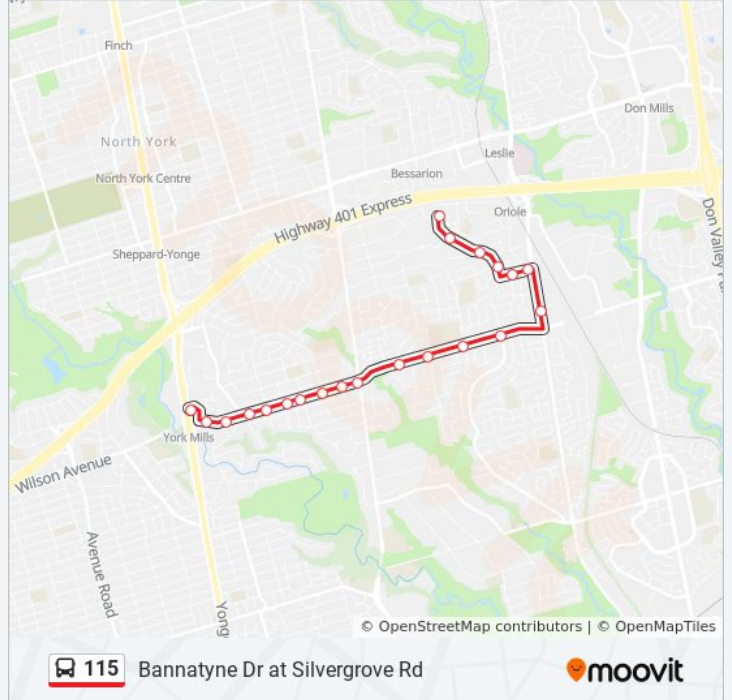 Finch
Don Mills
North York
Leslie
Bessarion
North York Centre
Highway 401 Express
Oriole
Don Valley
Sheppard-Yonge
York Mills
Wilson Avenue
Avenue Road
Yong
© OpenStreetMap contributors | © OpenMapTiles
115 Bannatyne Dr at Silvergrove Rd
moovit